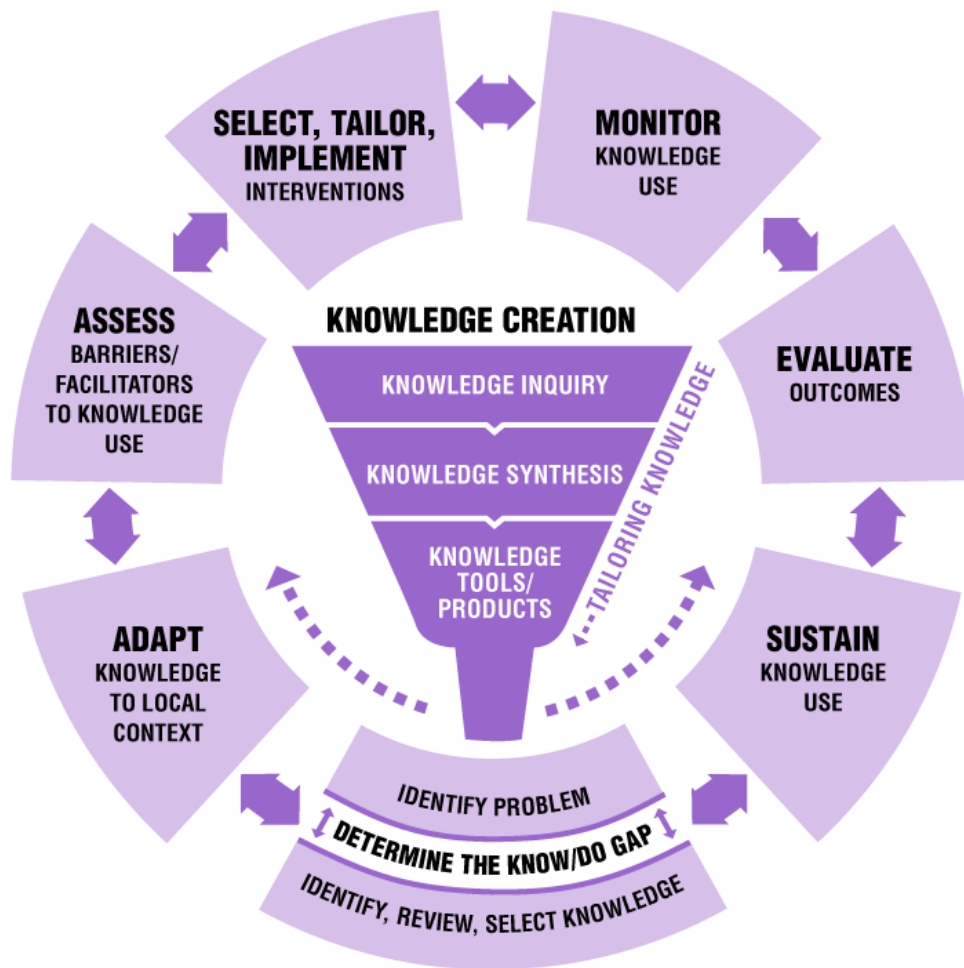 SELECT, TAILOR,
IMPLEMENT
INTERVENTIONS
MONITOR
KNOWLEDGE
USE
ASSESS
BARRIERS/
FACILITATORS
TO KNOWLEDGE
USE
KNOWLEDGE CREATION
KNOWLEDGE INQUIRY
KNOWLEDGE SYNTHESIS
KNOWLEDGE
TOOLS/
PRODUCTS
TAILORING KNOWLEDGE
EVALUATE
OUTCOMES
ADAPT
KNOWLEDGE
TO LOCAL
CONTEXT
SUSTAIN
KNOWLEDGE
USE
IDENTIFY PROBLEM
DETERMINE THE KNOW/DO GAP
IDENTIFY, REVIEW, SELECT KNOWLEDGE